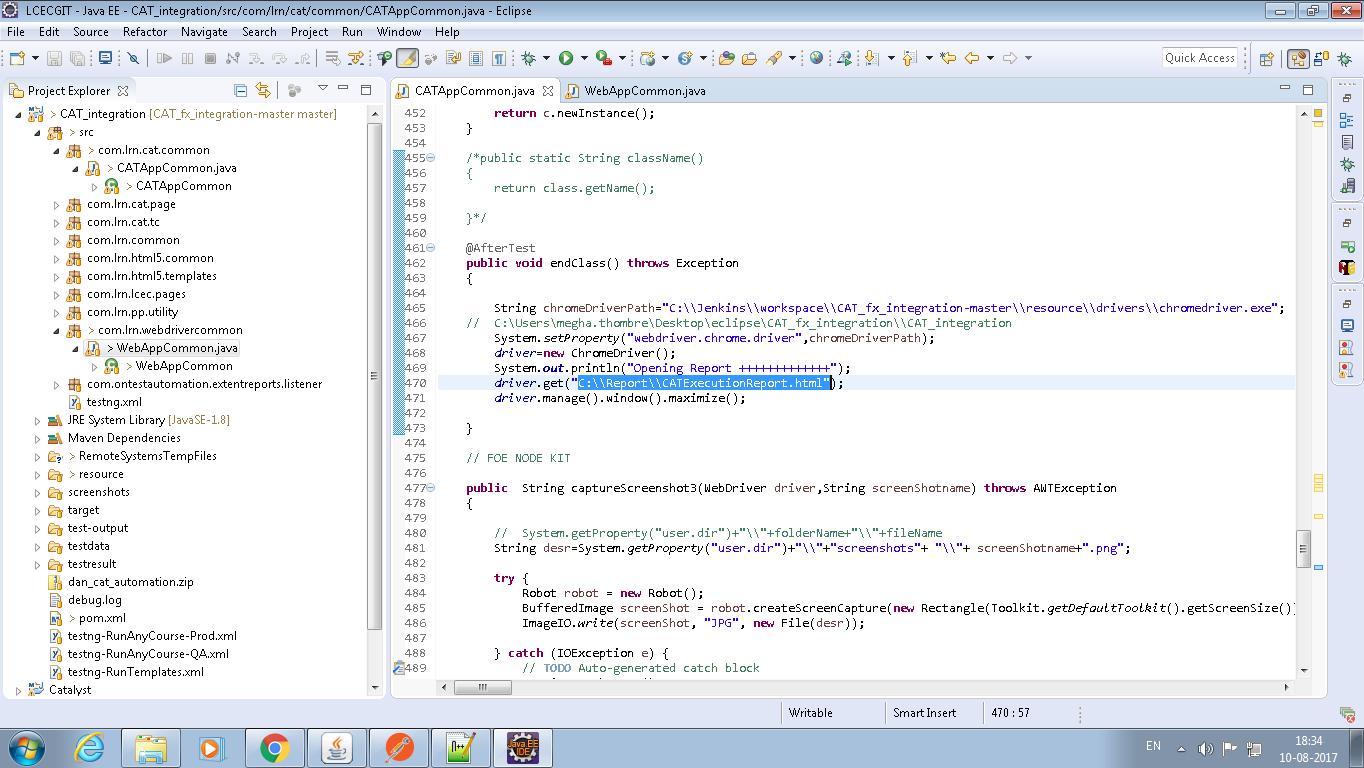 LCECGIT - Java EE - CAT_integration/src/com/lrn/cat/common/CATAppCommon.java - Eclipse
File Edit Source Refactor Navigate Search Project Run Window Help
Quick Access
Project Explorer
> CAT_integration [CAT_fx_integration-master master]
> src
> com.lrn.cat.common
> CATAppCommon.java
> CATAppCommon
com.lrn.cat.page
com.lrn.cat.tc
com.lrn.common
com.lrn.html5.common
com.lrn.html5.templates
com.lrn.lcec.pages
com.lrn.pp.utility
> com.lrn.webdrivercommon
> WebAppCommon.java
> WebAppCommon
com.ontestautomation.extentreports.listener
testng.xml
JRE System Library [JavaSE-1.8]
Maven Dependencies
> RemoteSystemsTempFiles
> resource
screenshots
target
test-output
testdata
testresult
dan_cat_automation.zip
debug.log
> pom.xml
testng-RunAnyCourse-Prod.xml
testng-RunAnyCourse-QA.xml
testng-RunTemplates.xml
Catalyst
CATAppCommon.java WebAppCommon.java
452 return c.newInstance();
453 }
454
455 /*public static String className()
456 {
457 return class.getName();
458
459 }*/
460
461 @AfterTest
462 public void endClass() throws Exception
463 {
464
465 String chromeDriverPath="C:\\Jenkins\\workspace\\CAT_fx_integration-master\\resource\\drivers\\chromedriver.exe";
466 // C:\Users\megha.thombre\Desktop\eclipse\CAT_fx_integration\\CAT_integration
467 System.setProperty("webdriver.chrome.driver",chromeDriverPath);
468 driver=new ChromeDriver();
469 System.out.println("Opening Report +++++++++++++");
470 driver.get("C:\\Report\\CATExecutionReport.html");
471 driver.manage().window().maximize();
472
473 }
474
475 // FOE NODE KIT
476
477 public String captureScreenshot3(WebDriver driver,String screenShotname) throws AWTException
478 {
479
480 // System.getProperty("user.dir")+"\\"+folderName+"\\"+fileName
481 String desr=System.getProperty("user.dir")+"\\"+"screenshots"+ "\\"+ screenShotname+".png";
482
483 try {
484 Robot robot = new Robot();
485 BufferedImage screenShot = robot.createScreenCapture(new Rectangle(Toolkit.getDefaultToolkit().getScreenSize())
486 ImageIO.write(screenShot, "JPG", new File(desr));
487
488 } catch (IOException e) {
489 // TODO Auto-generated catch block
Writable Smart Insert 470 : 57
Java EE
IDE
EN
18:34
10-08-2017